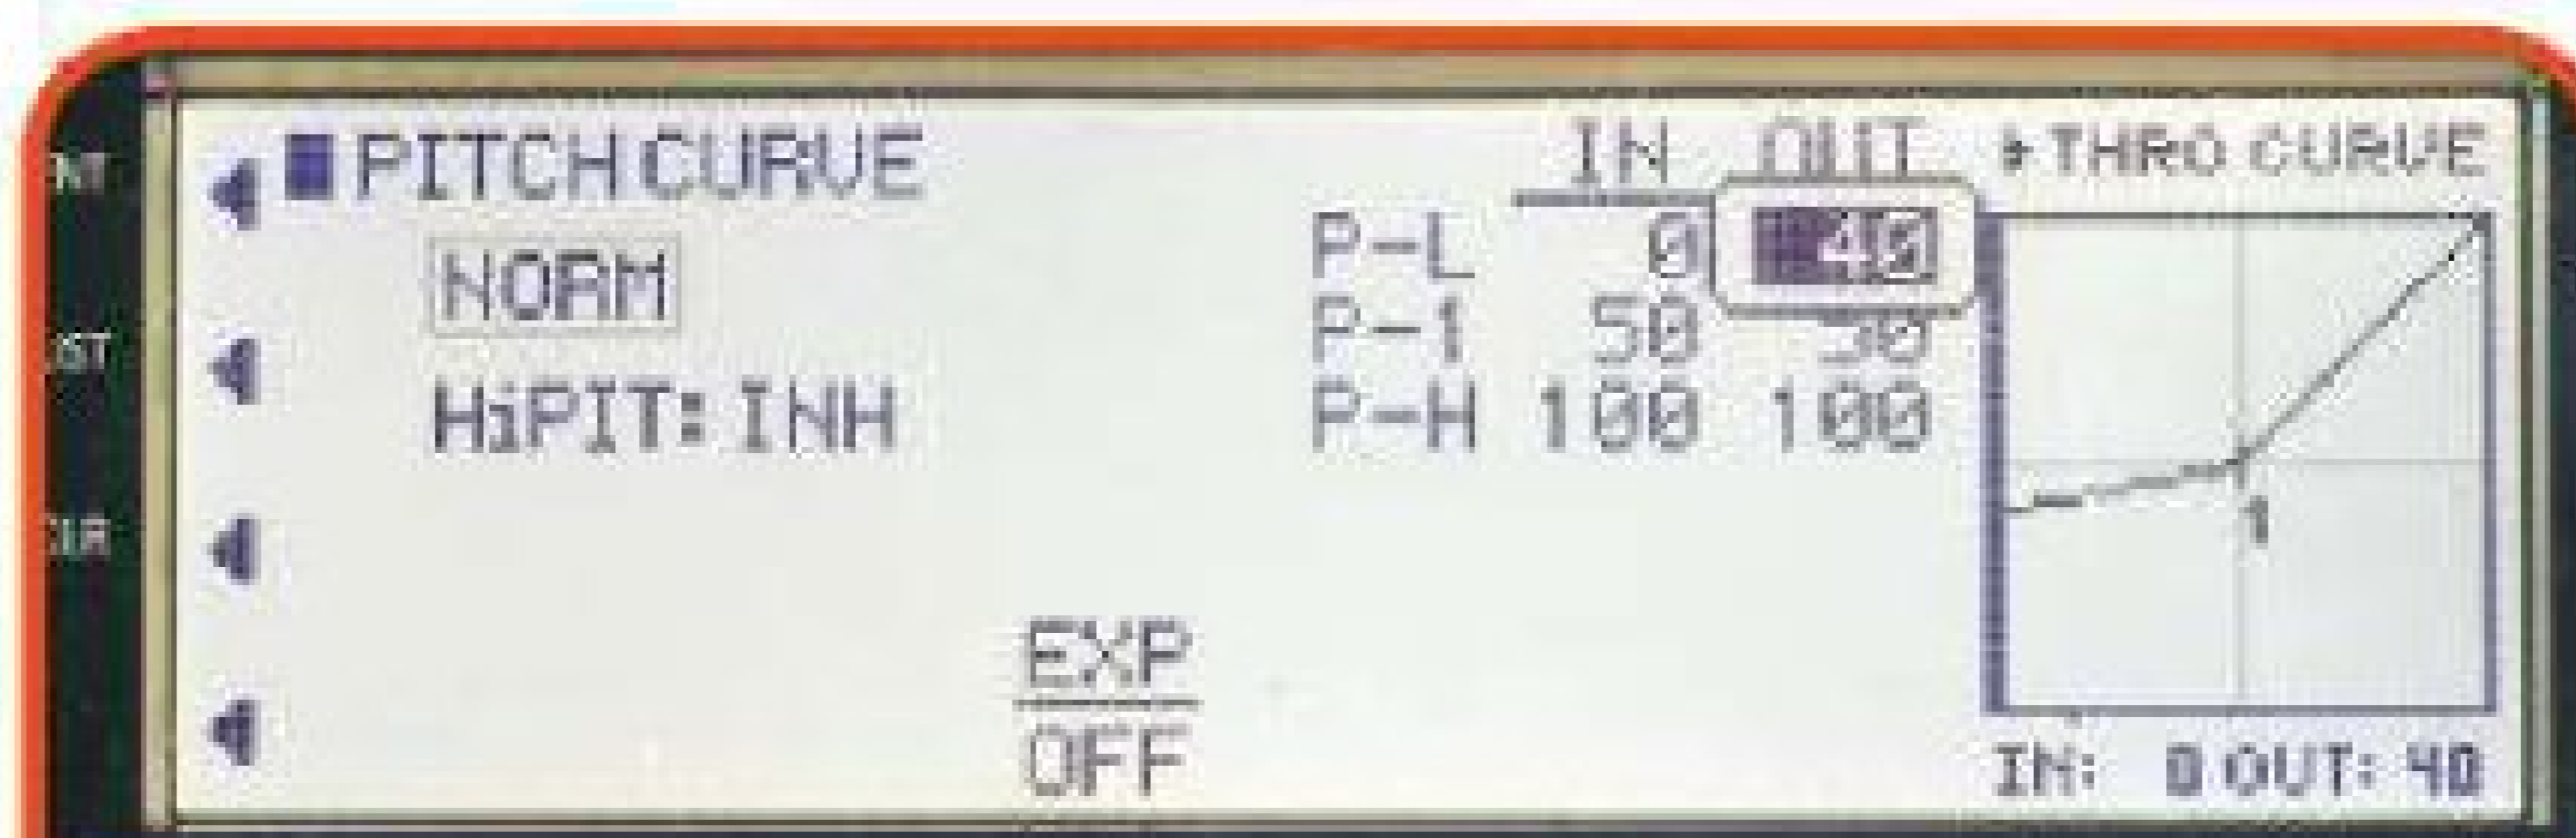 PITCH CURVE
IN OUT
▸THRO CURVE
NORM
P-L 0 40
P-1 50
P-H 100 100
HiPIT: INH
1
EXP
OFF
IN: 0 OUT: 40